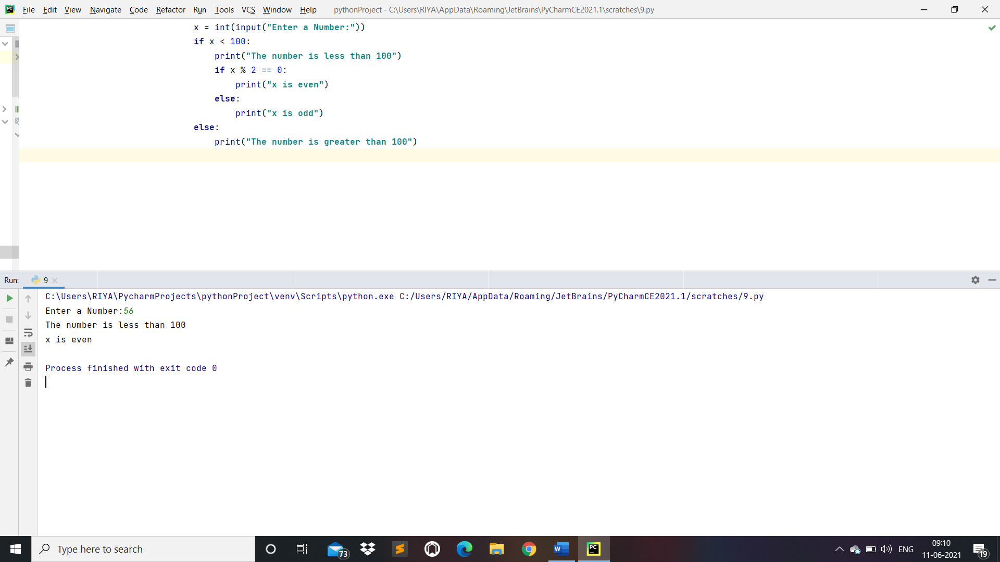 PC File Edit View Navigate Code Refactor Run Tools VCS Window Help pythonProject - C:\Users\RIYA\AppData\Roaming\JetBrains\PyCharmCE2021.1\scratches\9.py
x = int(input("Enter a Number:"))
if x < 100:
    print("The number is less than 100")
    if x % 2 == 0:
        print("x is even")
    else:
        print("x is odd")
else:
    print("The number is greater than 100")
Run: 9
C:\Users\RIYA\PycharmProjects\pythonProject\venv\Scripts\python.exe C:/Users/RIYA/AppData/Roaming/JetBrains/PyCharmCE2021.1/scratches/9.py
Enter a Number:56
The number is less than 100
x is even
Process finished with exit code 0
Type here to search 73 W PC ENG 09:10 19
11-06-2021